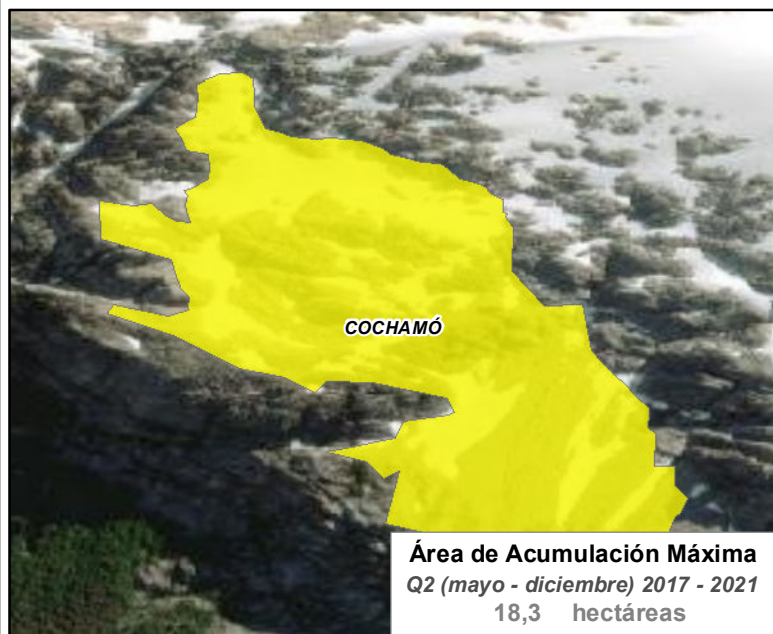 COCHAMÓ
Área de Acumulación Máxima
Q2 (mayo - diciembre) 2017 - 2021
18,3 hectáreas